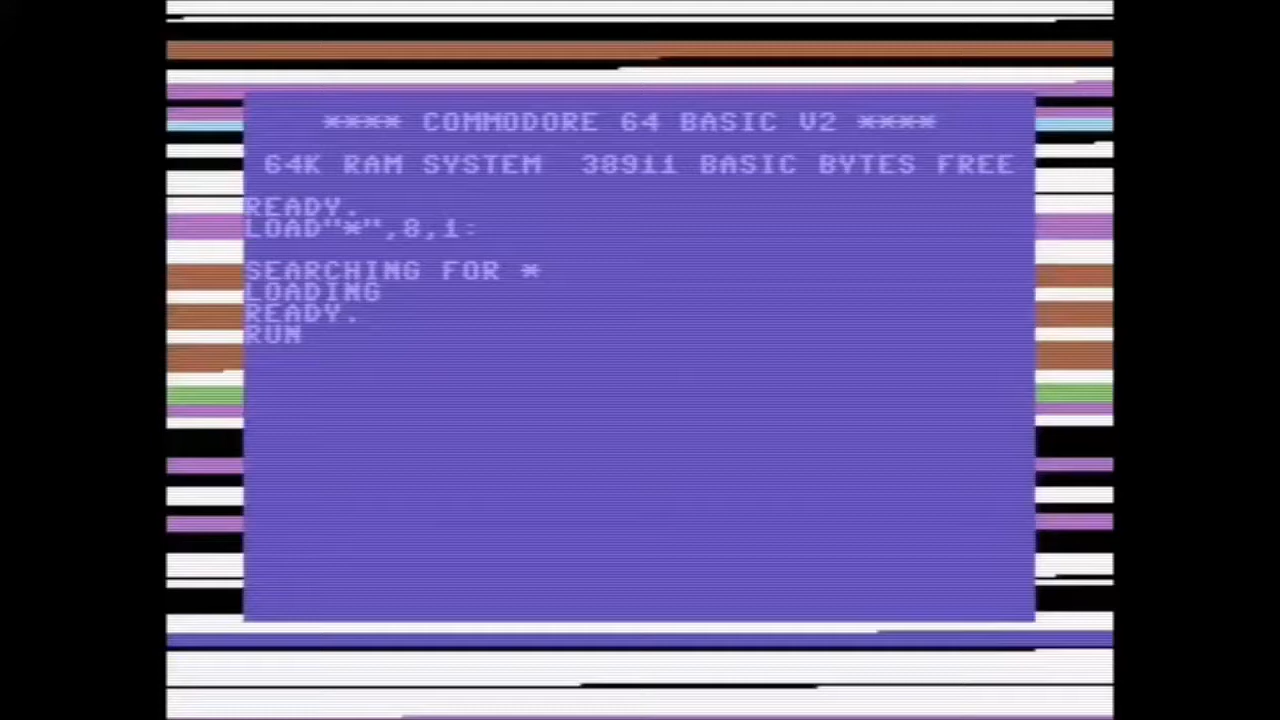 **** COMMODORE 64 BASIC V2 ****
64K RAM SYSTEM  38911 BASIC BYTES FREE
READY.
LOAD"*",8,1:
SEARCHING FOR *
LOADING
READY.
RUN